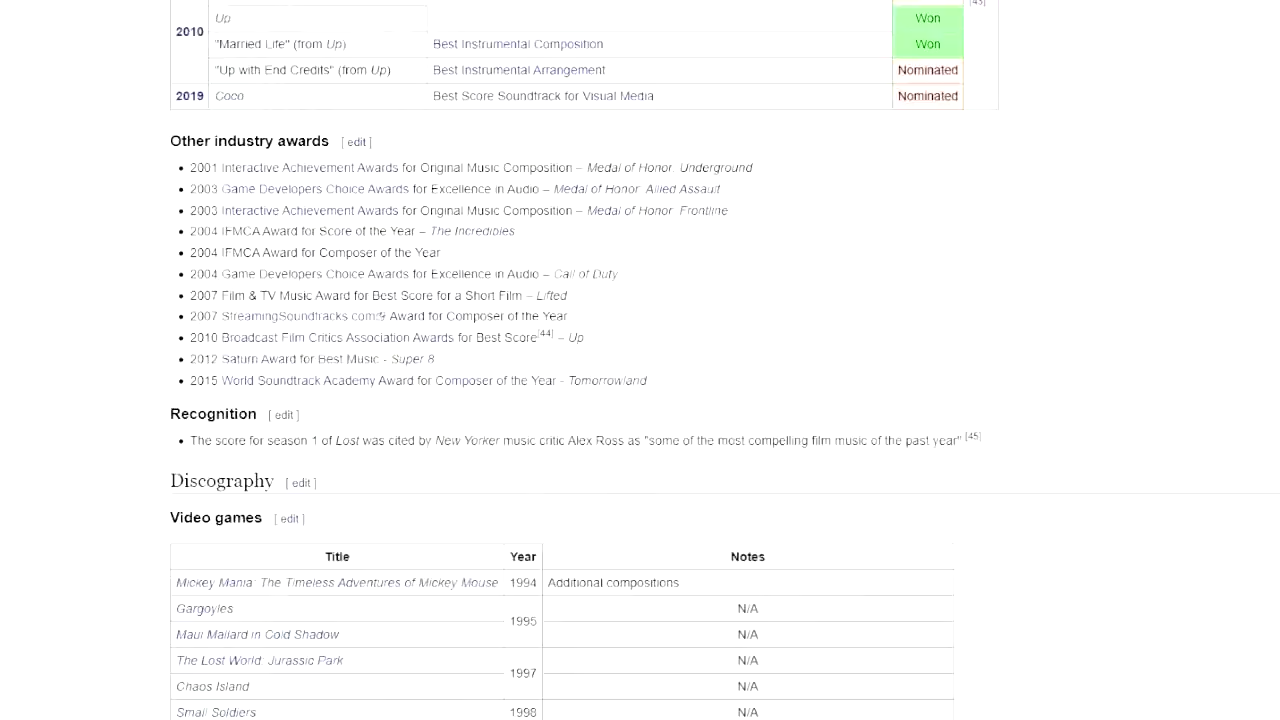 [43]
2010
Up
Won
"Married Life" (from Up) Best Instrumental Composition Won
"Up with End Credits" (from Up) Best Instrumental Arrangement Nominated
2019 Coco Best Score Soundtrack for Visual Media Nominated
Other industry awards [ edit ]
• 2001 Interactive Achievement Awards for Original Music Composition – Medal of Honor: Underground
• 2003 Game Developers Choice Awards for Excellence in Audio – Medal of Honor: Allied Assault
• 2003 Interactive Achievement Awards for Original Music Composition – Medal of Honor: Frontline
• 2004 IFMCA Award for Score of the Year – The Incredibles
• 2004 IFMCA Award for Composer of the Year
• 2004 Game Developers Choice Awards for Excellence in Audio – Call of Duty
• 2007 Film & TV Music Award for Best Score for a Short Film – Lifted
• 2007 StreamingSoundtracks.com Award for Composer of the Year
• 2010 Broadcast Film Critics Association Awards for Best Score[44] – Up
• 2012 Saturn Award for Best Music - Super 8
• 2015 World Soundtrack Academy Award for Composer of the Year - Tomorrowland
Recognition [ edit ]
• The score for season 1 of Lost was cited by New Yorker music critic Alex Ross as "some of the most compelling film music of the past year".[45]
Discography [ edit ]
Video games [ edit ]
Title Year Notes
Mickey Mania: The Timeless Adventures of Mickey Mouse 1994 Additional compositions
Gargoyles N/A
1995
Maui Mallard in Cold Shadow N/A
The Lost World: Jurassic Park N/A
1997
Chaos Island N/A
Small Soldiers 1998 N/A